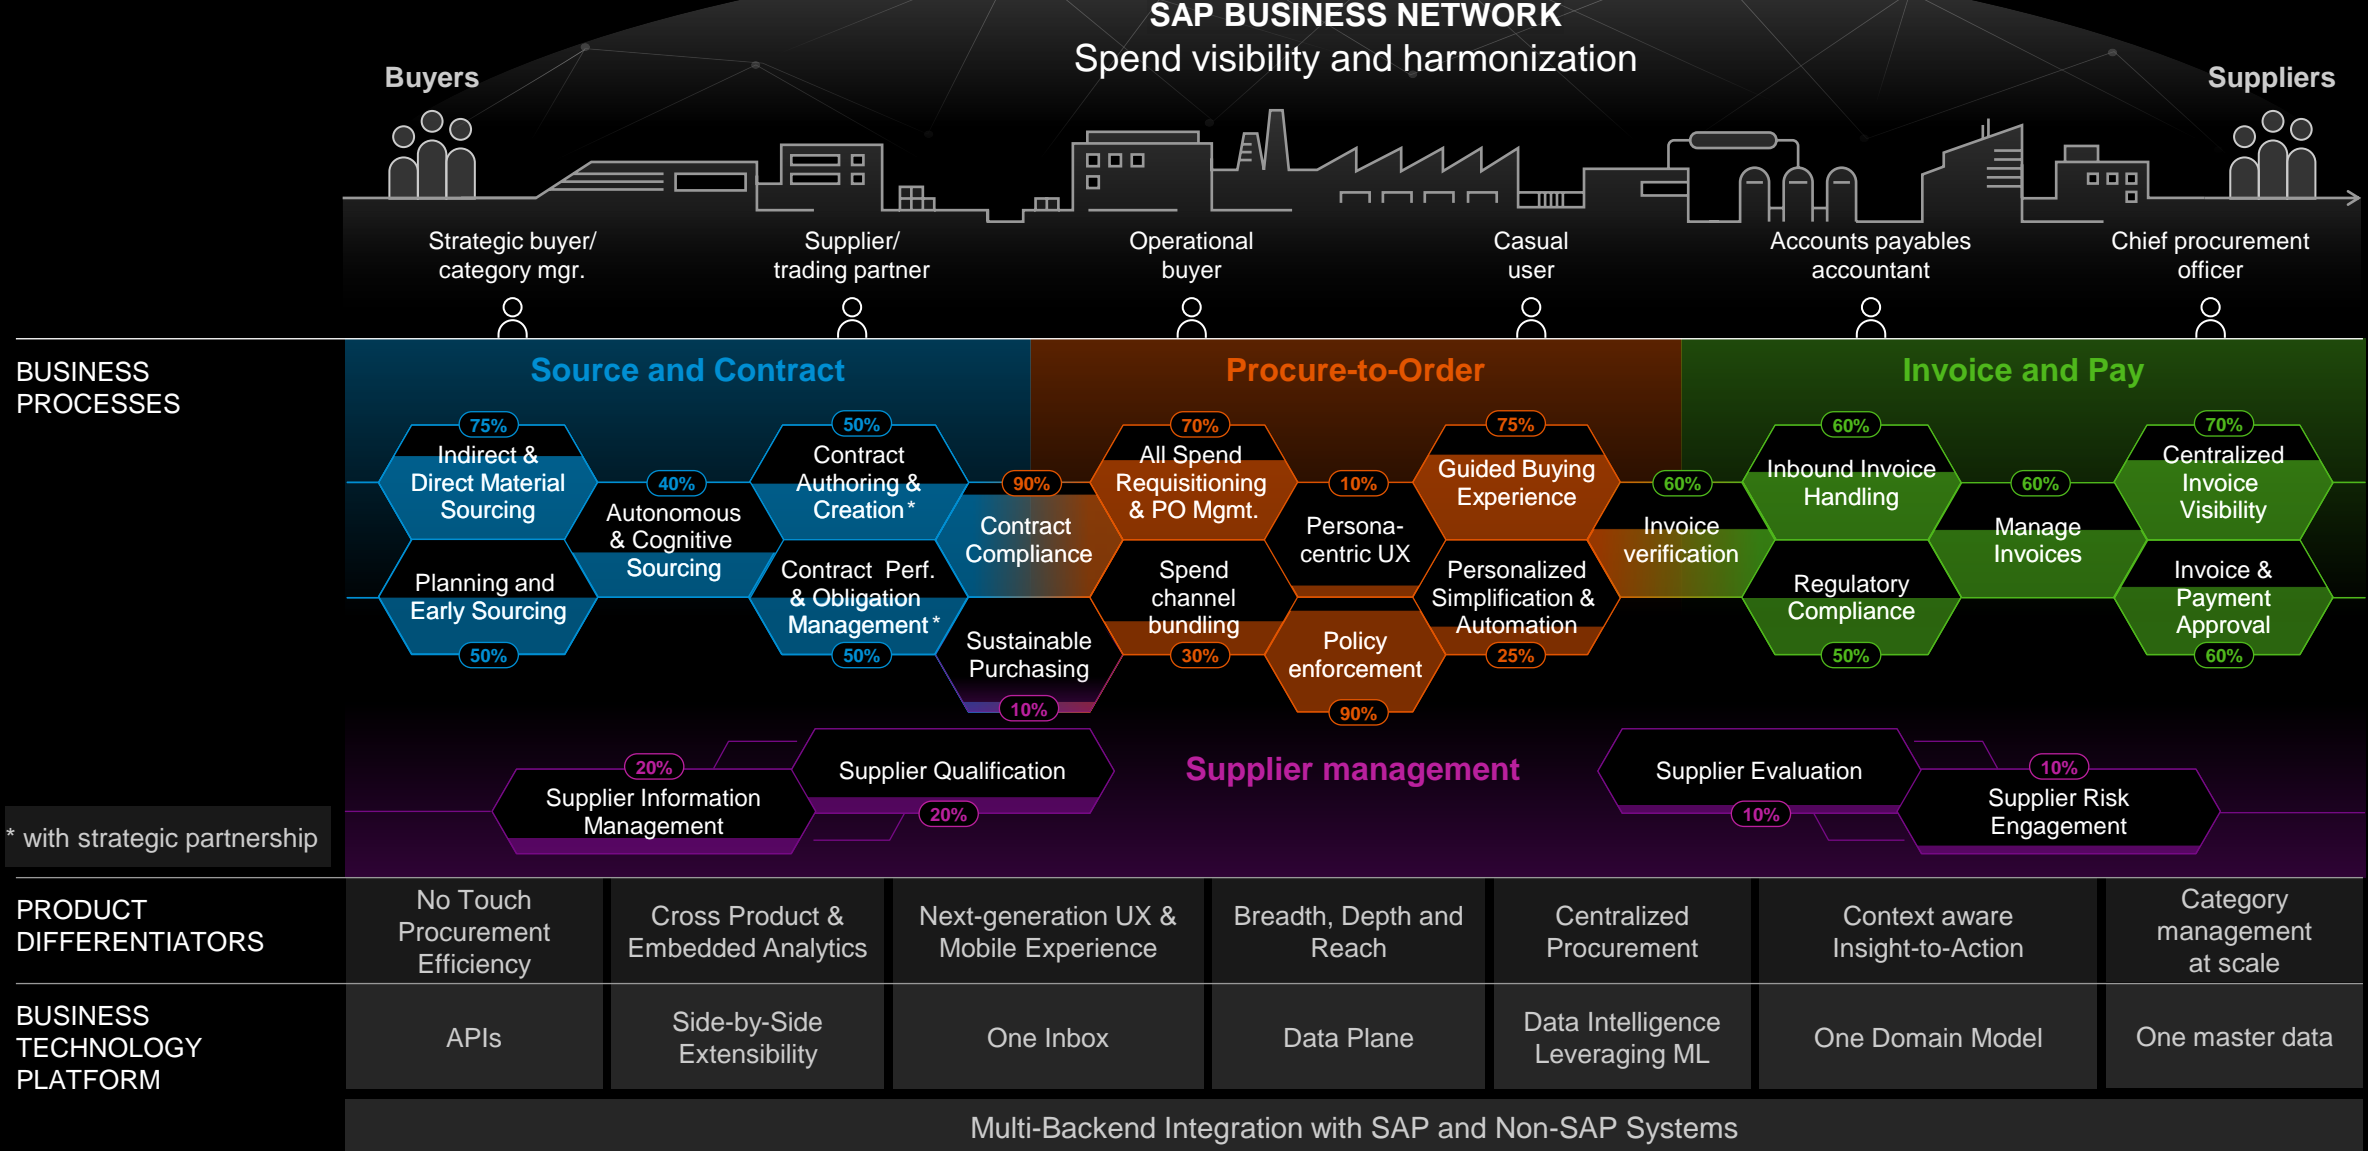 SAP BUSINESS NETWORK
Spend visibility and harmonization
Buyers
Suppliers
Strategic buyer/
category mgr.
Supplier/
trading partner
Operational
buyer
Casual
user
Accounts payables
accountant
Chief procurement
officer
BUSINESS
PROCESSES
Source and Contract
Procure-to-Order
Invoice and Pay
75%
Indirect &
Direct Material
Sourcing
Planning and
Early Sourcing
50%
40%
Autonomous
& Cognitive
Sourcing
50%
Contract
Authoring &
Creation*
Contract Perf.
& Obligation
Management*
50%
90%
Contract
Compliance
Sustainable
Purchasing
10%
70%
All Spend
Requisitioning
& PO Mgmt.
Spend
channel
bundling
30%
10%
Persona-
centric UX
Policy
enforcement
90%
75%
Guided Buying
Experience
Personalized
Simplification &
Automation
25%
60%
Invoice
verification
60%
Inbound Invoice
Handling
Regulatory
Compliance
50%
60%
Manage
Invoices
70%
Centralized
Invoice
Visibility
Invoice &
Payment
Approval
60%
Supplier management
20%
Supplier Information
Management
Supplier Qualification
20%
Supplier Evaluation
10%
10%
Supplier Risk
Engagement
* with strategic partnership
PRODUCT
DIFFERENTIATORS
No Touch
Procurement
Efficiency
Cross Product &
Embedded Analytics
Next-generation UX &
Mobile Experience
Breadth, Depth and
Reach
Centralized
Procurement
Context aware
Insight-to-Action
Category
management
at scale
BUSINESS
TECHNOLOGY
PLATFORM
APIs
Side-by-Side
Extensibility
One Inbox
Data Plane
Data Intelligence
Leveraging ML
One Domain Model
One master data
Multi-Backend Integration with SAP and Non-SAP Systems